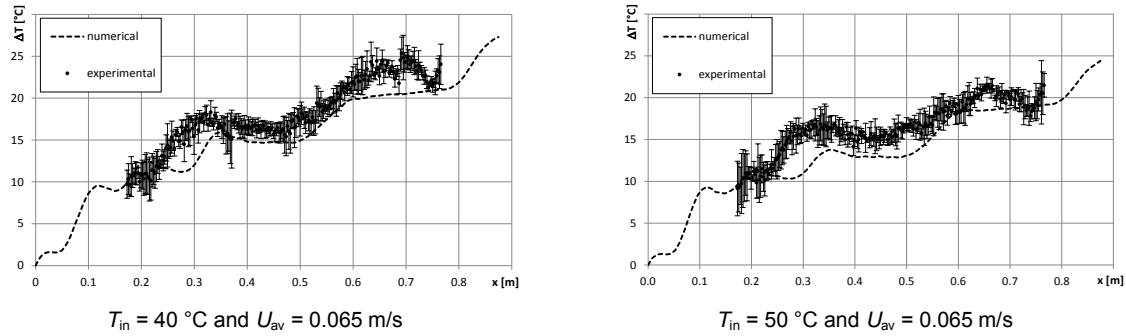 ΔT [°C]
30
25
20
15
10
5
0
numerical
experimental
0 0.1 0.2 0.3 0.4 0.5 0.6 0.7 0.8 x [m]
T_in = 40 °C and U_av = 0.065 m/s
ΔT [°C]
30
25
20
15
10
5
0
numerical
experimental
0 0.1 0.2 0.3 0.4 0.5 0.6 0.7 0.8 x [m]
T_in = 50 °C and U_av = 0.065 m/s